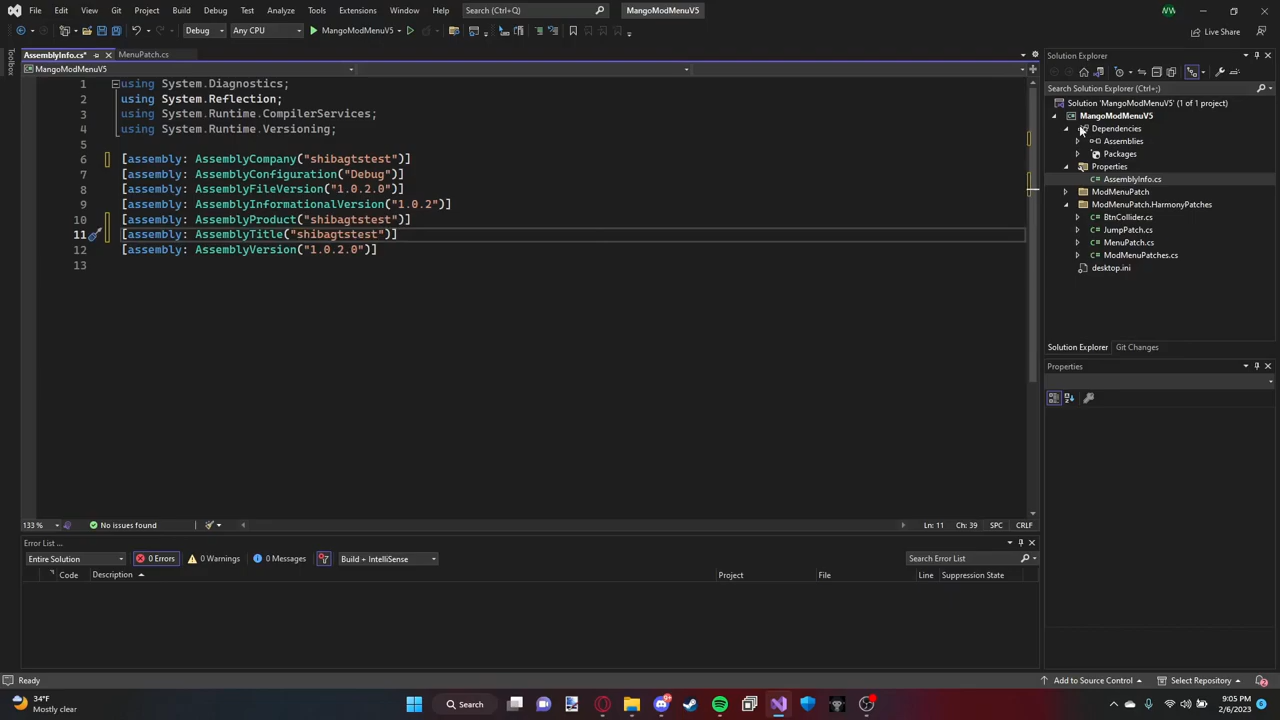 File Edit View Git Project Build Debug Test Analyze Tools Extensions Window Help Search (Ctrl+Q) MangoModMenuV5
Debug Any CPU MangoModMenuV5 Live Share
Toolbox
AssemblyInfo.cs* MenuPatch.cs
MangoModMenuV5
1 using System.Diagnostics;
2 using System.Reflection;
3 using System.Runtime.CompilerServices;
4 using System.Runtime.Versioning;
5
6 [assembly: AssemblyCompany("shibagtstest")]
7 [assembly: AssemblyConfiguration("Debug")]
8 [assembly: AssemblyFileVersion("1.0.2.0")]
9 [assembly: AssemblyInformationalVersion("1.0.2")]
10 [assembly: AssemblyProduct("shibagtstest")]
11 [assembly: AssemblyTitle("shibagtstest")]
12 [assembly: AssemblyVersion("1.0.2.0")]
13
133 % No issues found Ln: 11 Ch: 39 SPC CRLF
Solution Explorer
Search Solution Explorer (Ctrl+;)
Solution 'MangoModMenuV5' (1 of 1 project)
MangoModMenuV5
Dependencies
Assemblies
Packages
Properties
AssemblyInfo.cs
ModMenuPatch
ModMenuPatch.HarmonyPatches
BtnCollider.cs
JumpPatch.cs
MenuPatch.cs
ModMenuPatches.cs
desktop.ini
Solution Explorer Git Changes
Properties
Error List ...
Entire Solution 0 Errors 0 Warnings 0 Messages Build + IntelliSense Search Error List
Code Description Project File Line Suppression State
Ready Add to Source Control Select Repository
34°F
Mostly clear
Search
9:05 PM
2/6/2023